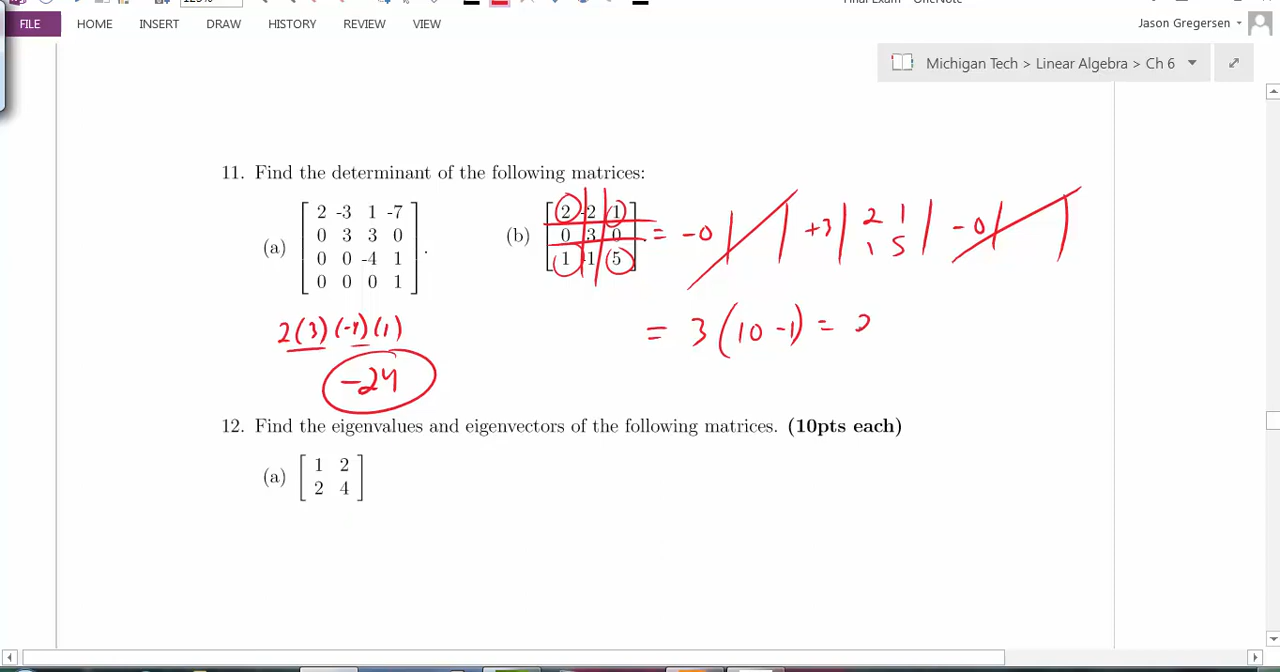 FILE HOME INSERT DRAW HISTORY REVIEW VIEW
Jason Gregersen
Michigan Tech > Linear Algebra > Ch 6
11. Find the determinant of the following matrices:
(a)
2 -3 1 -7
0 3 3 0
0 0 -4 1
0 0 0 1
.
2(3)(-4)(1)
-24
(b)
2 -2 1
0 3 0
1 1 5
. = -0 | | +3 | 2 1 | -0 | |
1 5
= 3(10-1) = 2
12. Find the eigenvalues and eigenvectors of the following matrices. (10pts each)
(a)
1 2
2 4